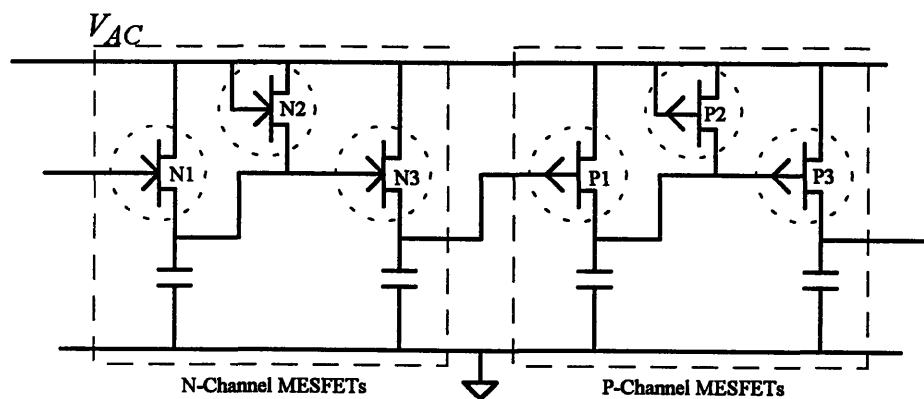 V_AC
N2
P2
N1
N3
P1
P3
N-Channel MESFETs
P-Channel MESFETs